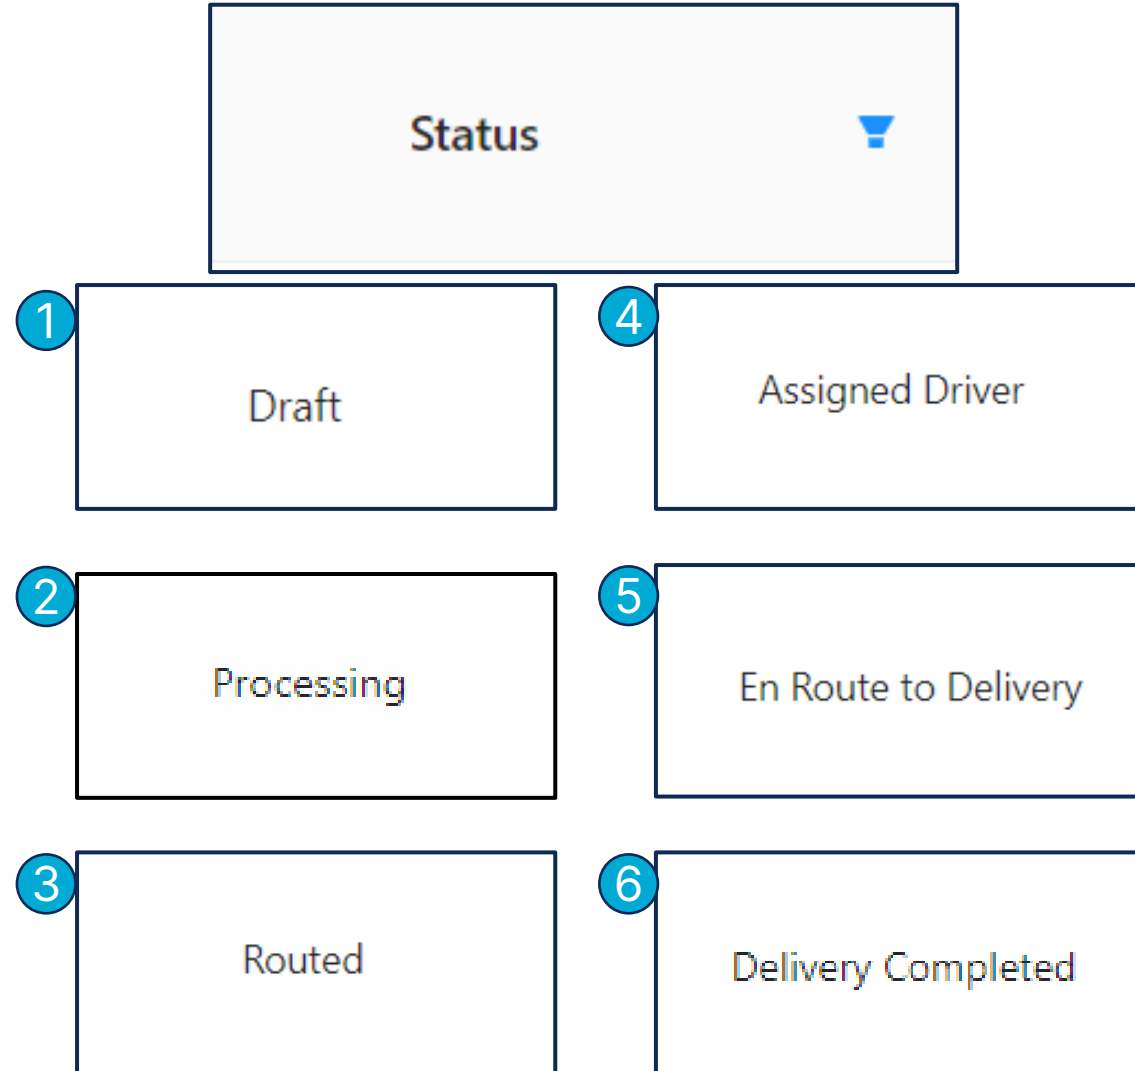 Status
1
Draft
2
Processing
3
Routed
4
Assigned Driver
5
En Route to Delivery
6
Delivery Completed